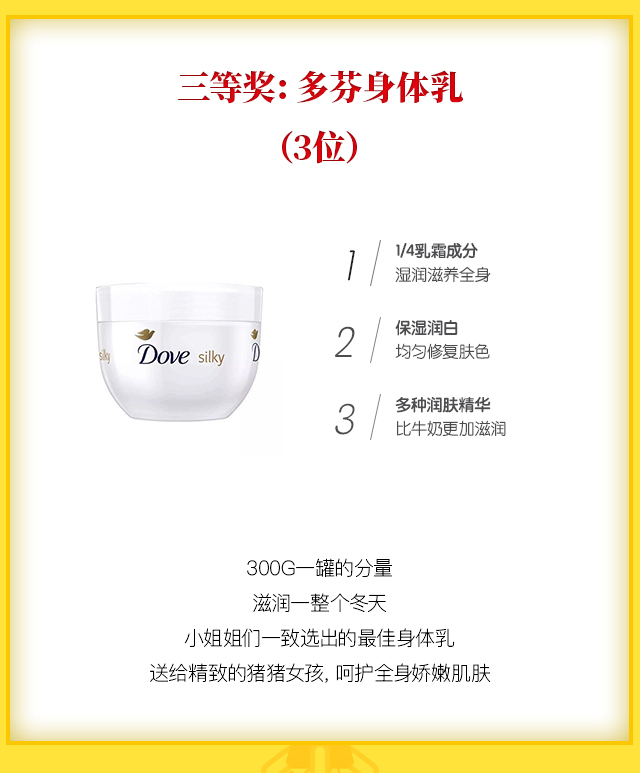 三等奖: 多芬身体乳
(3位)
1
1/4乳霜成分
湿润滋养全身
2
保湿润白
均匀修复肤色
3
多种润肤精华
比牛奶更加滋润
silky
Dove silky
D
300G一罐的分量
滋润一整个冬天
小姐姐们一致选出的最佳身体乳
送给精致的猪猪女孩, 呵护全身娇嫩肌肤